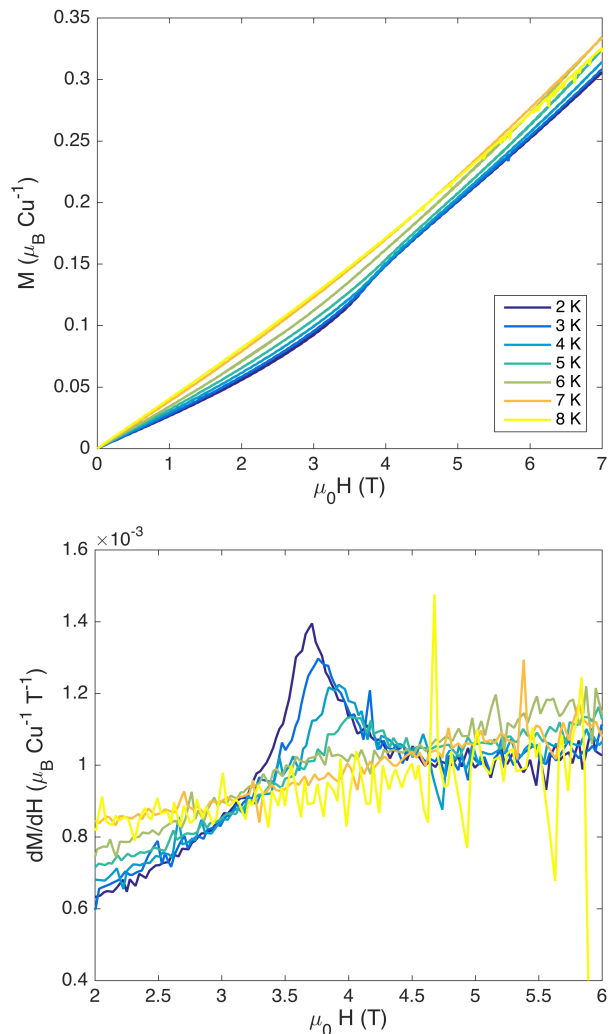 0.35
0.3
0.25
0.2
0.15
0.1
0.05
0
M (μB Cu-1)
2 K
3 K
4 K
5 K
6 K
7 K
8 K
0 1 2 3 4 5 6 7
μ0H (T)
×10-3
1.6
1.4
1.2
1
0.8
0.6
0.4
dM/dH (μB Cu-1 T-1)
2 2.5 3 3.5 4 4.5 5 5.5 6
μ0 H (T)